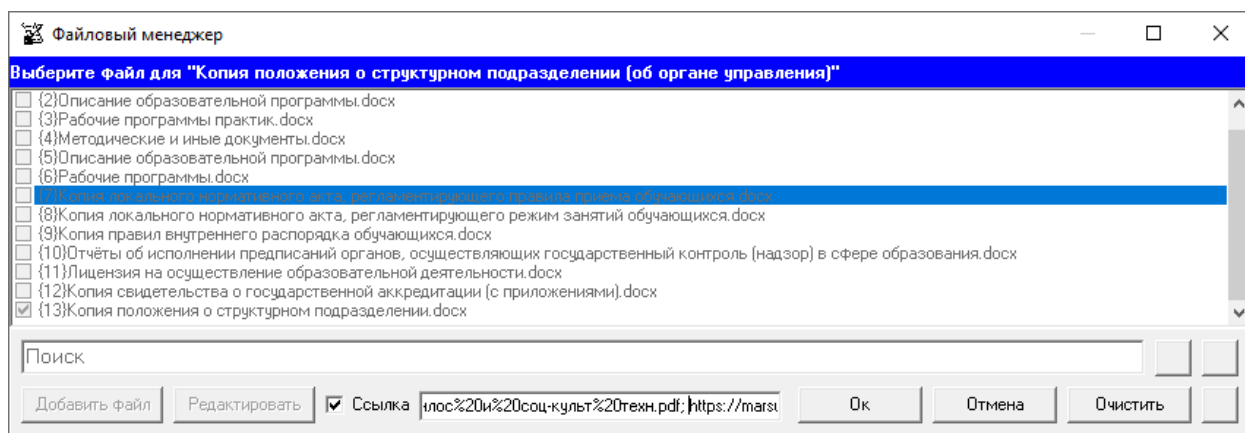 Файловый менеджер
Выберите файл для "Копия положения о структурном подразделении (об органе управления)"
{2}Описание образовательной программы.docx
{3}Рабочие программы практик.docx
{4}Методические и иные документы.docx
{5}Описание образовательной программы.docx
{6}Рабочие программы.docx
{7}Копия локального нормативного акта, регламентирующего правила приема обучающихся.docx
{8}Копия локального нормативного акта, регламентирующего режим занятий обучающихся.docx
{9}Копия правил внутреннего распорядка обучающихся.docx
{10}Отчёты об исполнении предписаний органов, осуществляющих государственный контроль (надзор) в сфере образования.docx
{11}Лицензия на осуществление образовательной деятельности.docx
{12}Копия свидетельства о государственной аккредитации (с приложениями).docx
{13}Копия положения о структурном подразделении.docx
Поиск
Добавить файл Редактировать Ссылка илос%20и%20соц-культ%20техн.pdf; https://marsu Ок Отмена Очистить